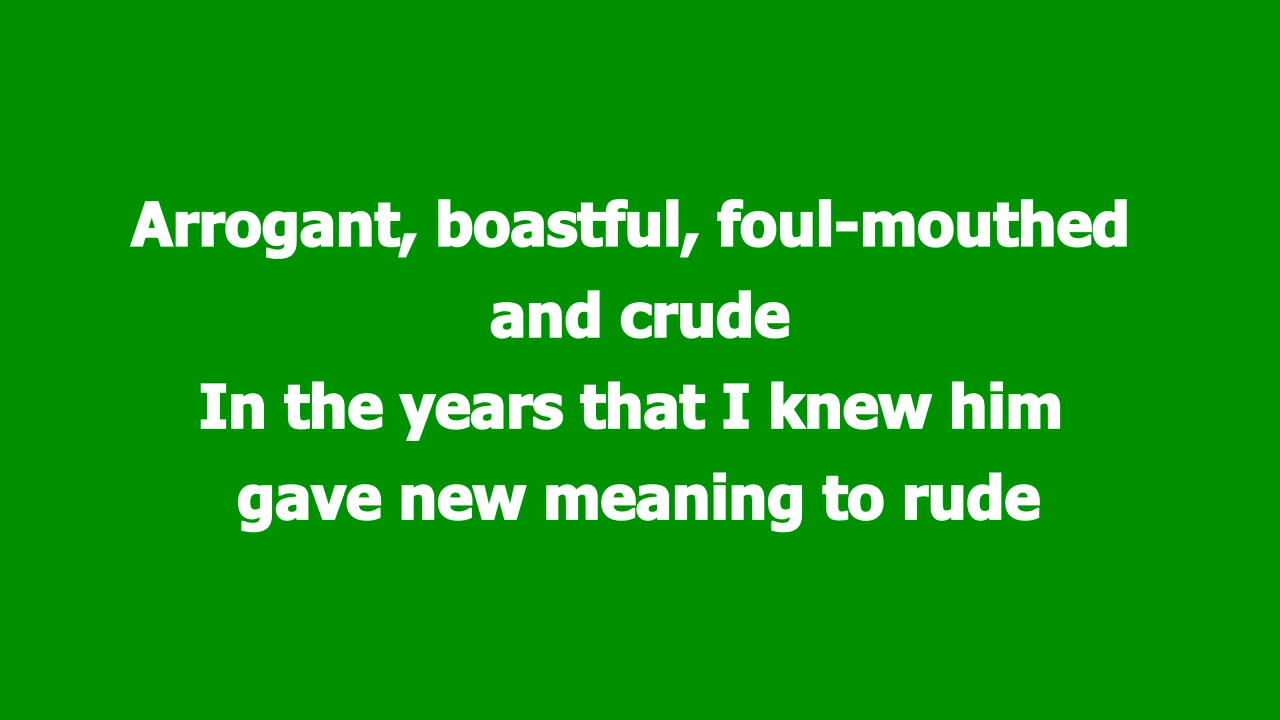 Arrogant, boastful, foul-mouthed
and crude
In the years that I knew him
gave new meaning to rude